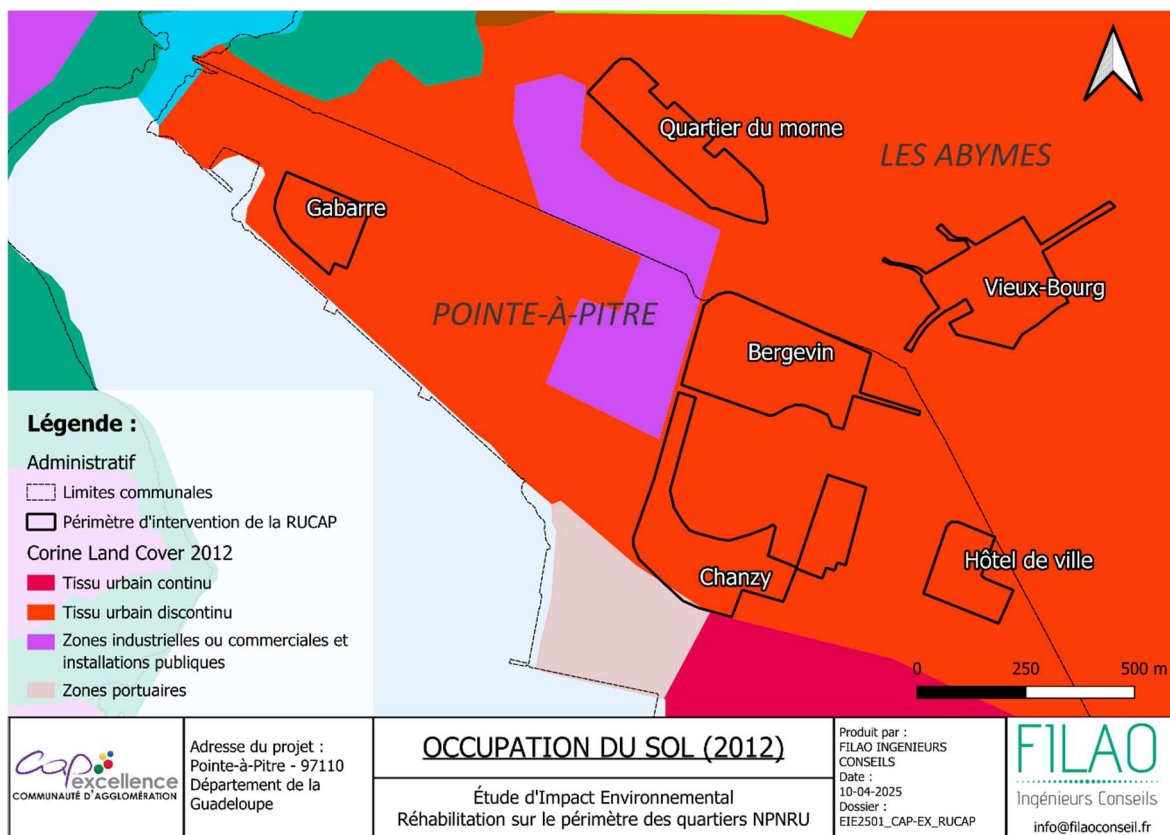 Quartier du morne
LES ABYMES
Gabarre
Vieux-Bourg
POINTE-À-PITRE
Bergevin
Hôtel de ville
Chanzy
Légende :
Administratif
Limites communales
Périmètre d'intervention de la RUCAP
Corine Land Cover 2012
Tissu urbain continu
Tissu urbain discontinu
Zones industrielles ou commerciales et
installations publiques
Zones portuaires
0 250 500 m
Cap excellence
COMMUNAUTÉ D'AGGLOMÉRATION
Adresse du projet :
Pointe-à-Pitre - 97110
Département de la
Guadeloupe
OCCUPATION DU SOL (2012)
Étude d'Impact Environnemental
Réhabilitation sur le périmètre des quartiers NPNRU
Produit par :
FILAO INGENIEURS
CONSEILS
Date :
10-04-2025
Dossier :
EIE2501_CAP-EX_RUCAP
FILAO
Ingénieurs Conseils
info@filaoconseil.fr